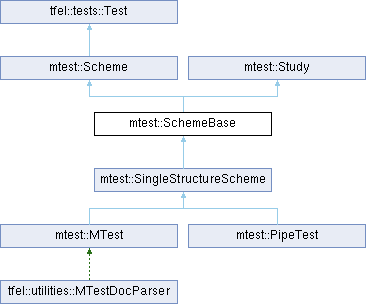 tfel::tests::Test
mtest::Scheme
mtest::Study
mtest::SchemeBase
mtest::SingleStructureScheme
mtest::MTest
mtest::PipeTest
tfel::utilities::MTestDocParser